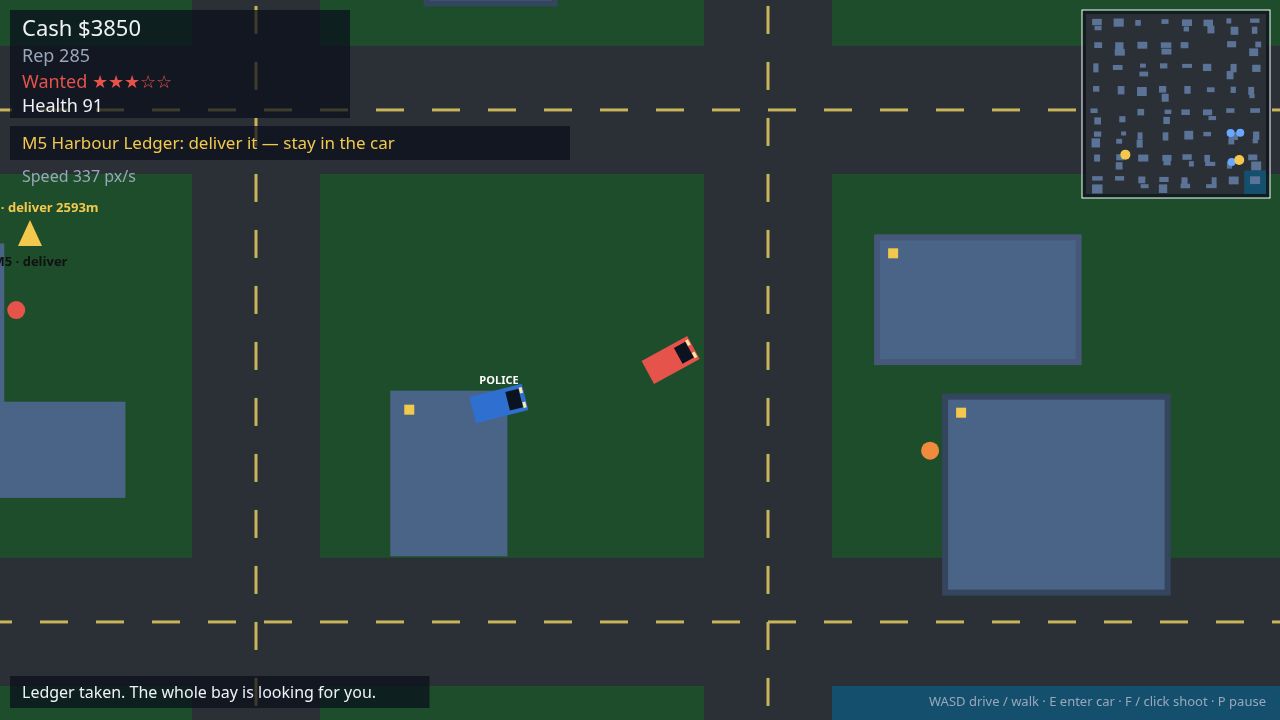 Cash $3850
Rep 285
Wanted ★★★☆☆
Health 91
M5 Harbour Ledger: deliver it — stay in the car
Speed 337 px/s
· deliver 2593m
M5 · deliver
POLICE
Ledger taken. The whole bay is looking for you.
WASD drive / walk · E enter car · F / click shoot · P pause